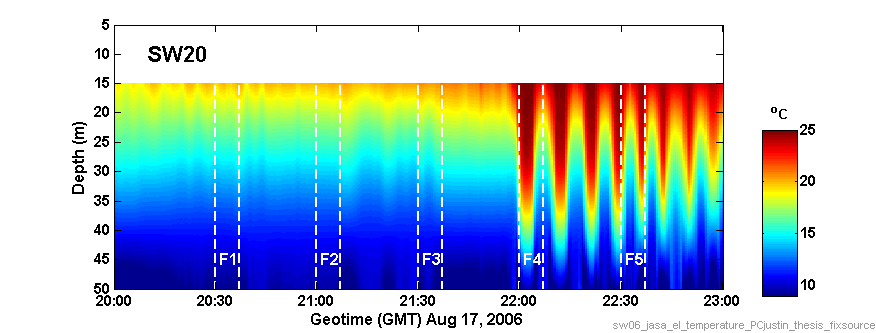 5
10
15
20
25
30
35
40
45
50
Depth (m)
SW20
F1 F2 F3 F4 F5
20:00 20:30 21:00 21:30 22:00 22:30 23:00
Geotime (GMT) Aug 17, 2006
°C
25
20
15
10
sw06_jasa_el_temperature_PCjustin_thesis_fixsource